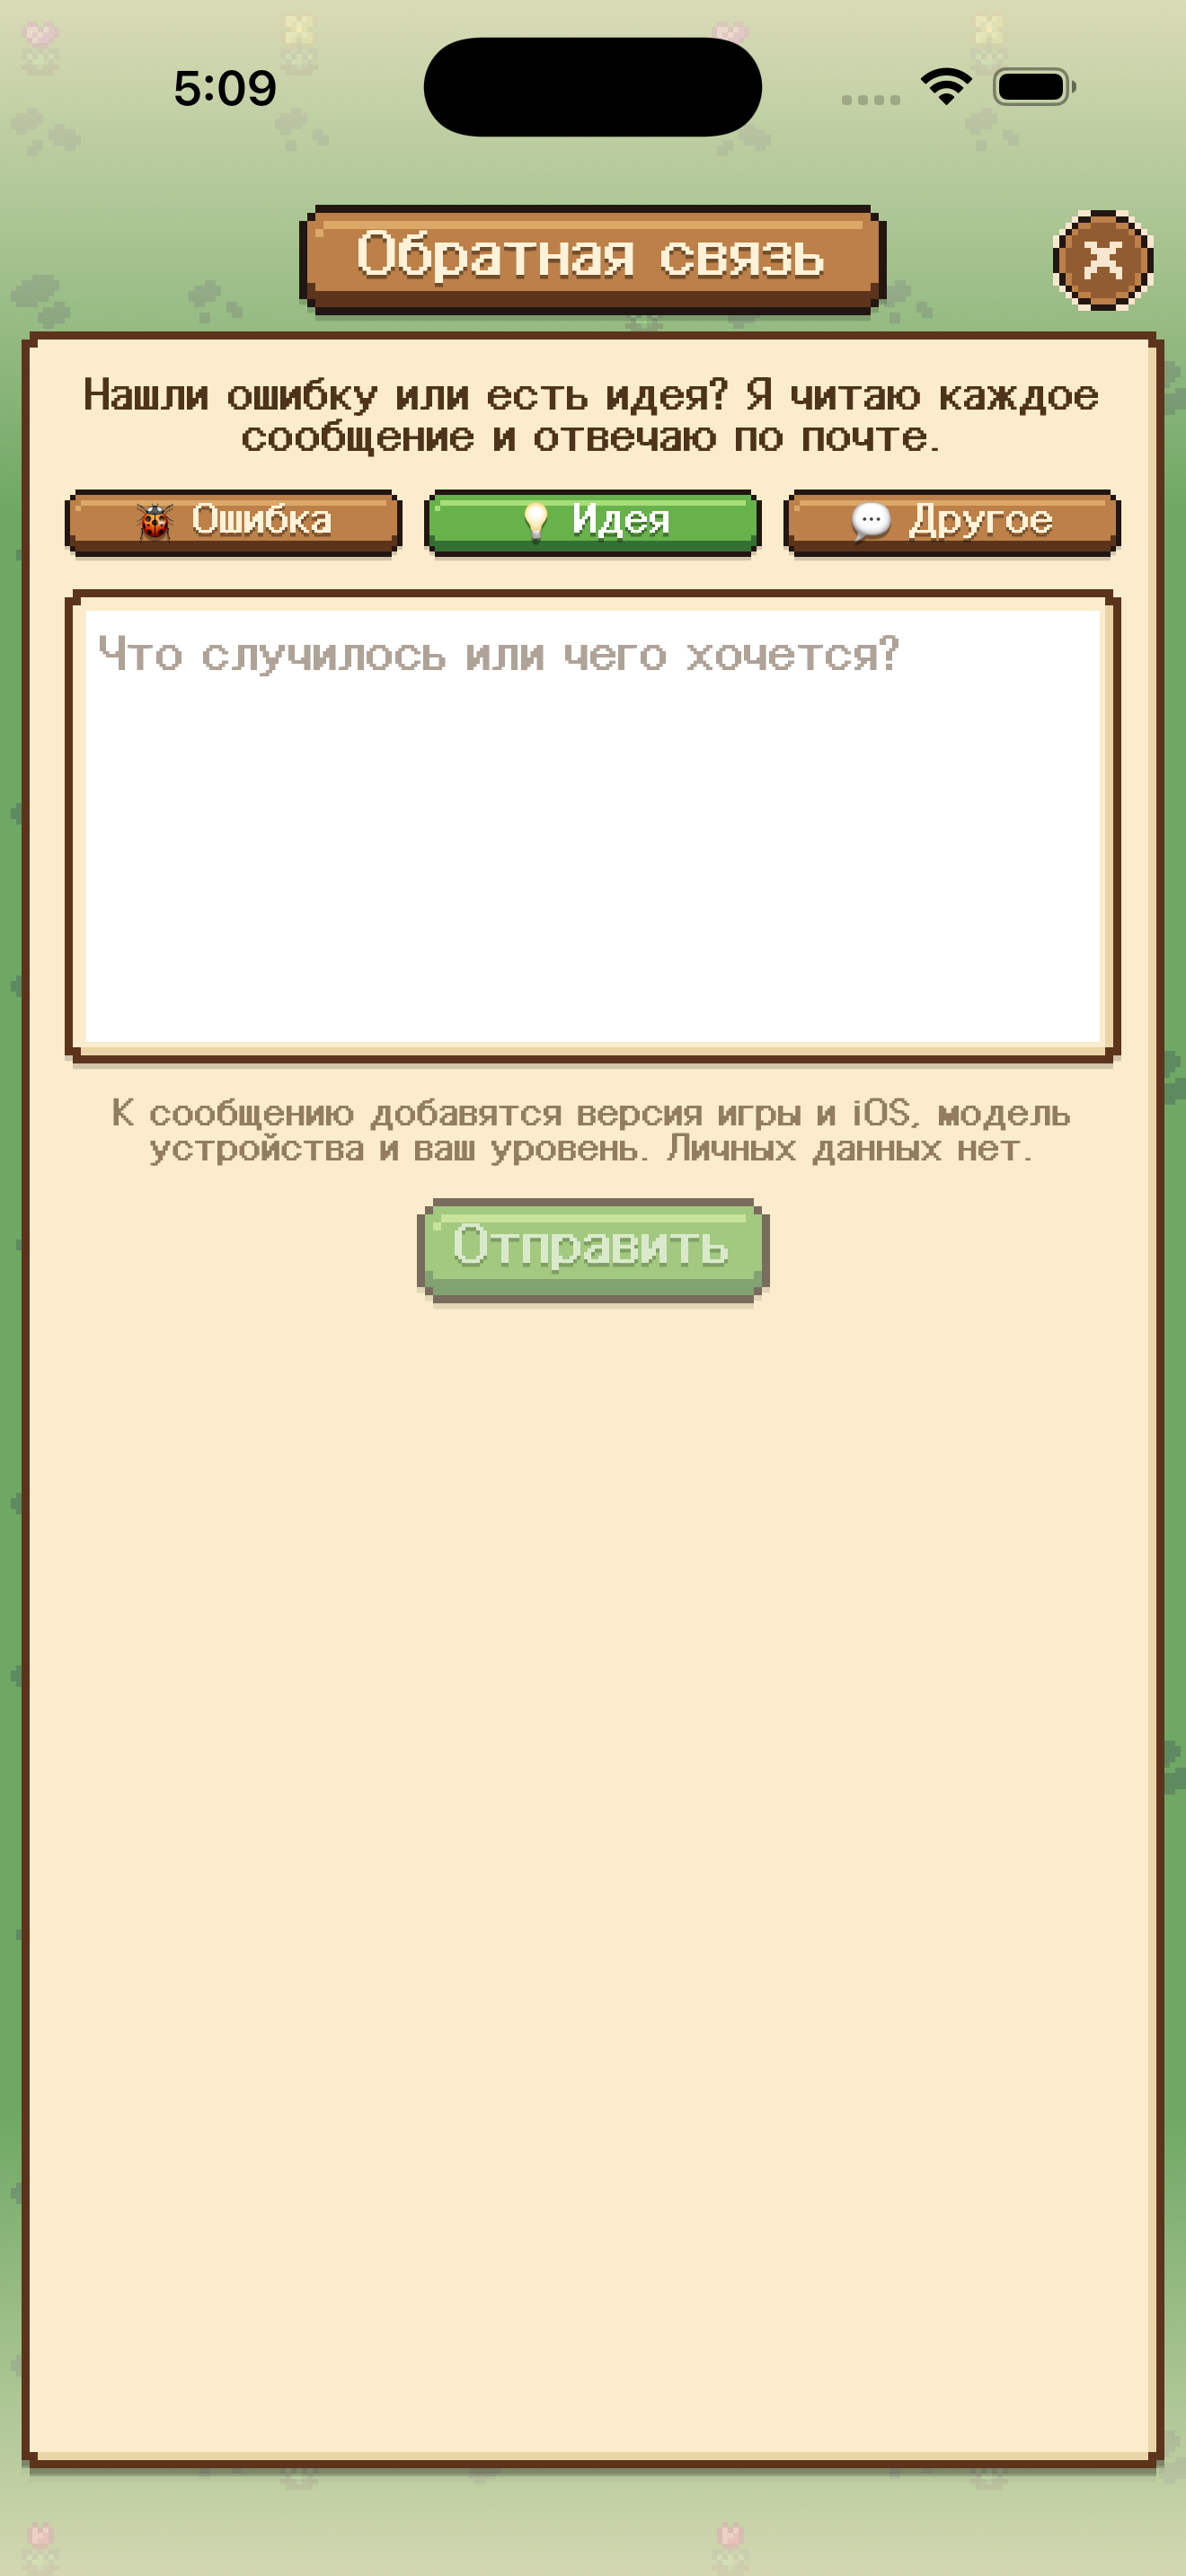 5:09
Обратная связь
Нашли ошибку или есть идея? Я читаю каждое
сообщение и отвечаю по почте.
Ошибка
Идея
Другое
Что случилось или чего хочется?
К сообщению добавятся версия игры и iOS, модель
устройства и ваш уровень. Личных данных нет.
Отправить